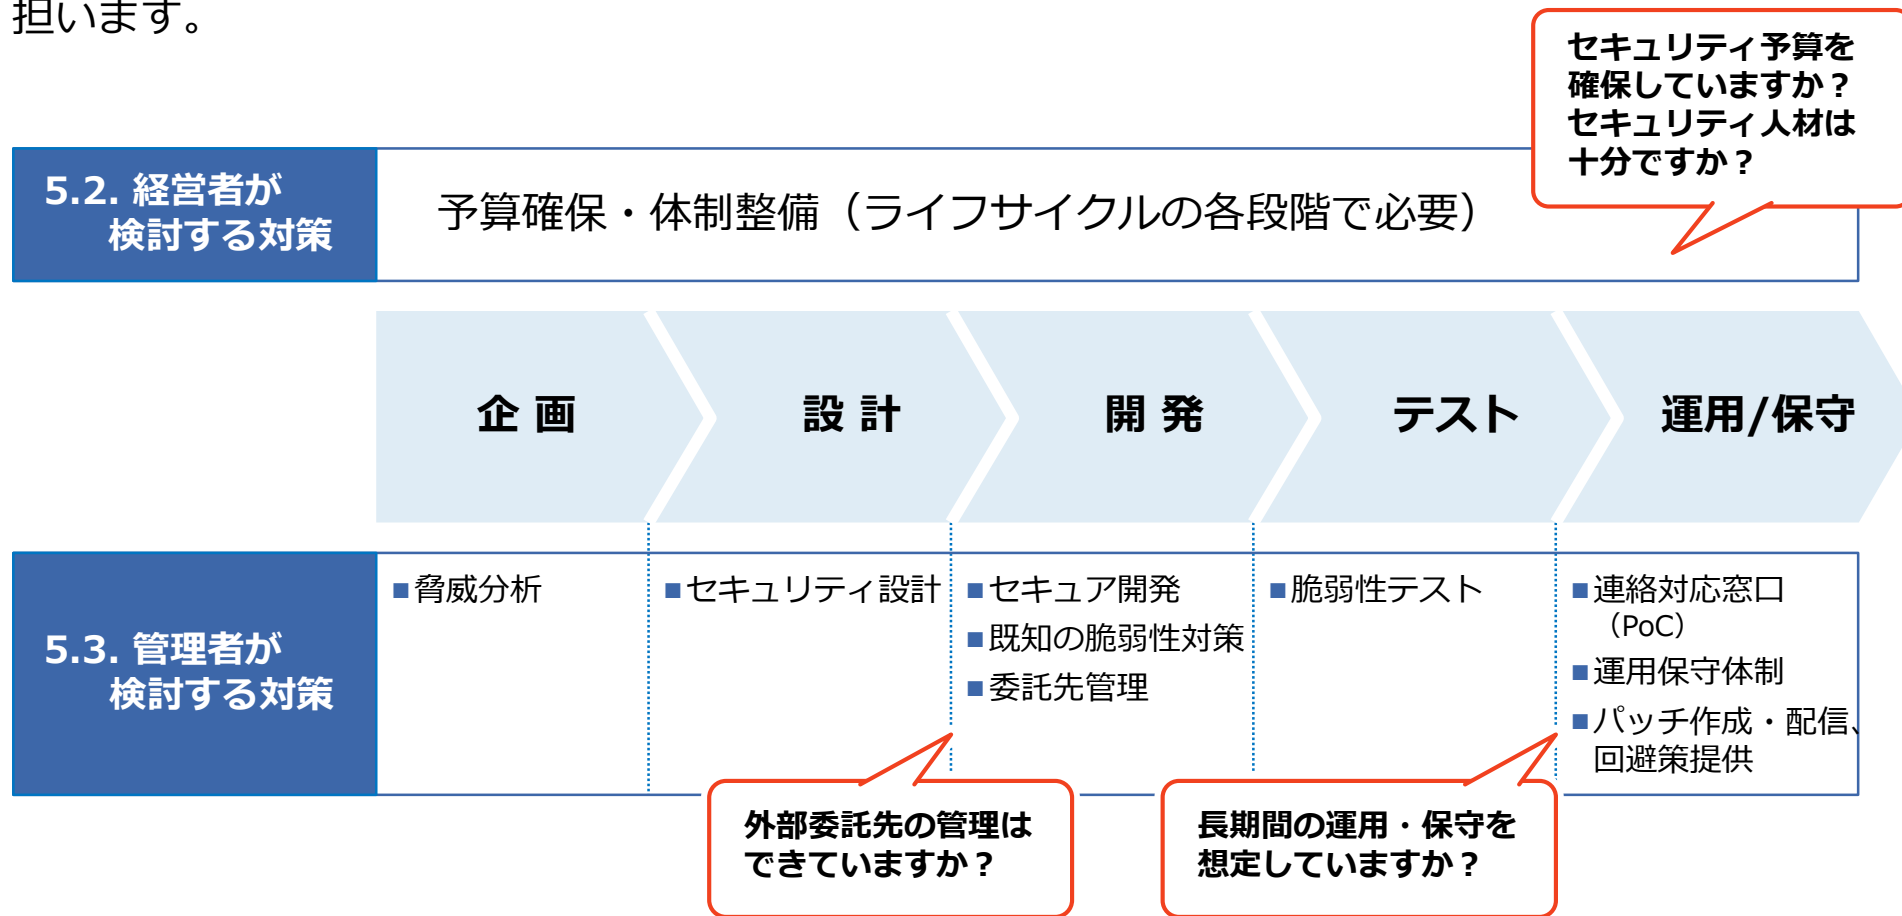 担います。
セキュリティ予算を
確保していますか？
セキュリティ人材は
十分ですか？
5.2. 経営者が
検討する対策
予算確保・体制整備（ライフサイクルの各段階で必要）
企 画
設 計
開 発
テスト
運用/保守
5.3. 管理者が
検討する対策
■脅威分析
■セキュリティ設計
■セキュア開発
■既知の脆弱性対策
■委託先管理
■脆弱性テスト
■連絡対応窓口
（PoC）
■運用保守体制
■パッチ作成・配信、
回避策提供
外部委託先の管理は
できていますか？
長期間の運用・保守を
想定していますか？